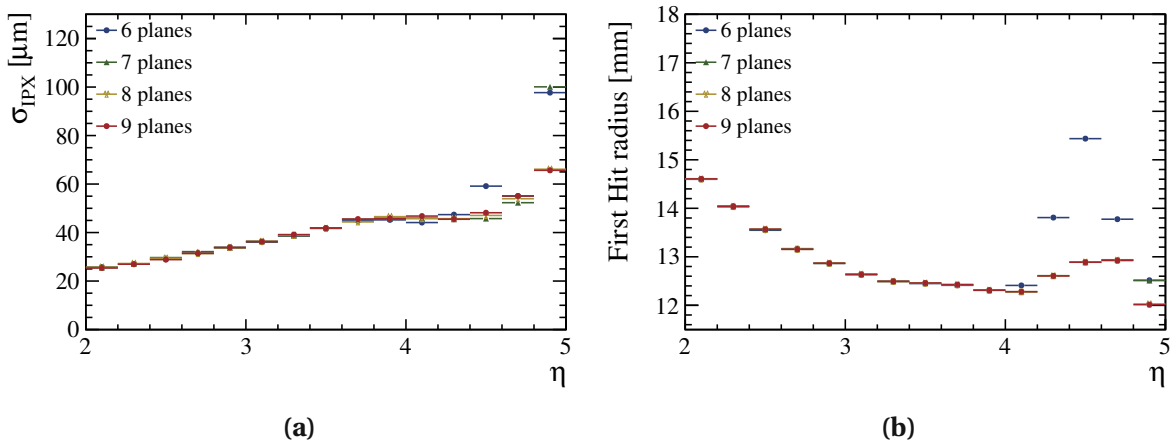 σIPX [μm]
120
100
80
60
40
20
0
6 planes
7 planes
8 planes
9 planes
2 3 4 5
η
(a)
First Hit radius [mm]
18
17
16
15
14
13
12
6 planes
7 planes
8 planes
9 planes
2 3 4 5
η
(b)